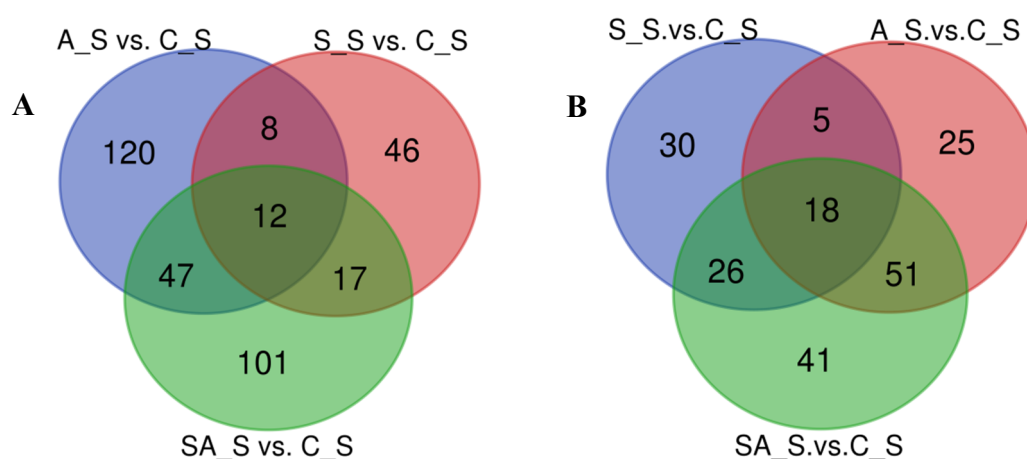 A
A_S vs. C_S
S_S vs. C_S
120
8
46
12
47
17
101
SA_S vs. C_S
B
S_S.vs.C_S
A_S.vs.C_S
30
5
25
18
26
51
41
SA_S.vs.C_S